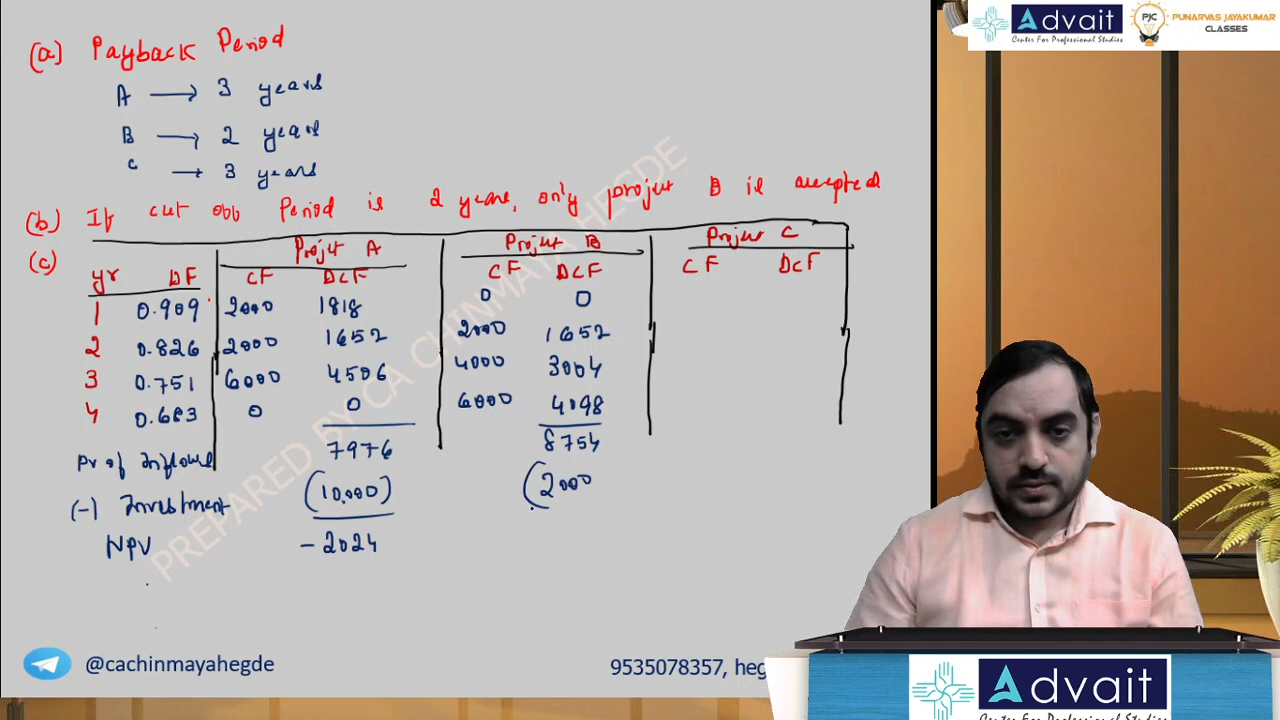 (a) Payback Period
A → 3 years
B → 2 years
C → 3 years
(b) If cut off Period is 2 years, only project B is accepted
(c)
Projet A Projet B Projet C
yr DF CF DCF CF DCF CF DCF
1 0.909 2000 1818 0 0
2 0.826 2000 1652 2000 1652
3 0.751 6000 4506 4000 3004
4 0.683 0 0 6000 4098
PV of Inflows 7976 8754
(-) Investment (10,000) (2000
NPV - 2024
PREPARED BY CA CHINMAYA HEGDE
@cachinmayahegde
9535078357, heg
Advait
Center For Professional Studies
PJC
PUNARVAS JAYAKUMAR
CLASSES
Advait